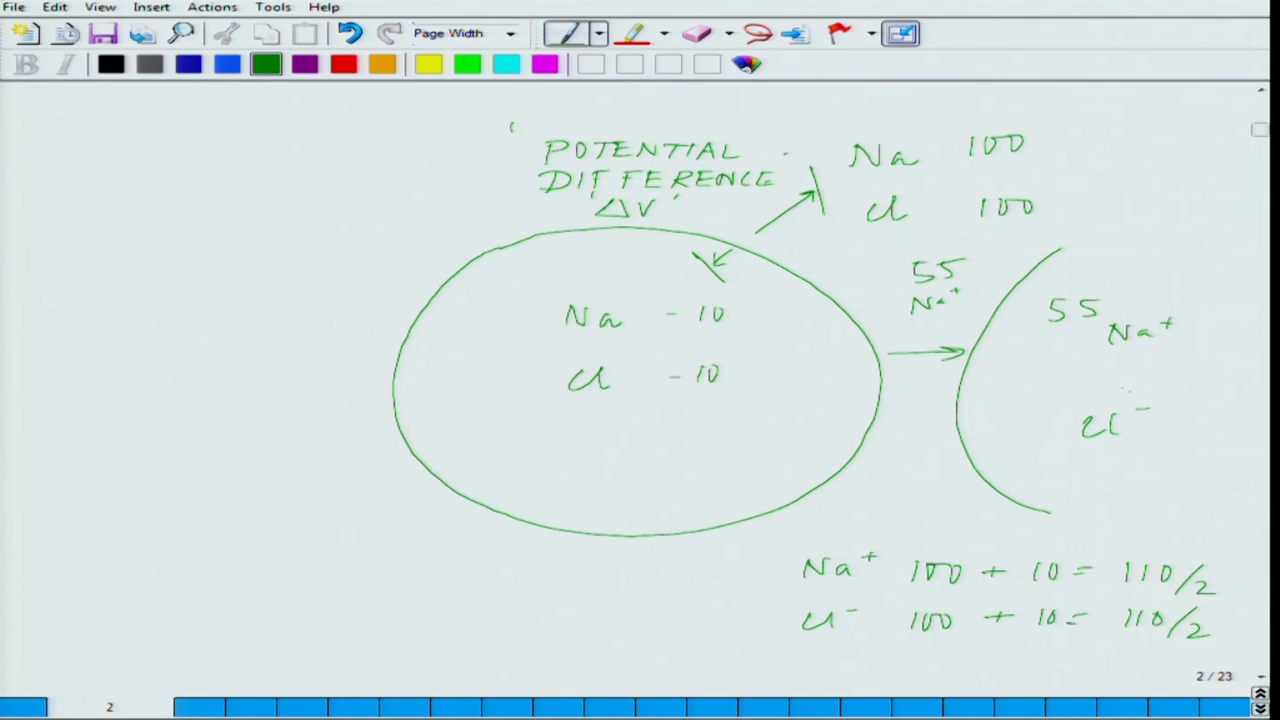 File Edit View Insert Actions Tools Help
Page Width
POTENTIAL
DIFFERENCE
ΔV
Na 100
Cl 100
Na - 10
Cl - 10
55
Na⁺
55
Na⁺
Cl⁻
Na⁺ 100 + 10 = 110/2
Cl⁻ 100 + 10 = 110/2
2 / 23
2